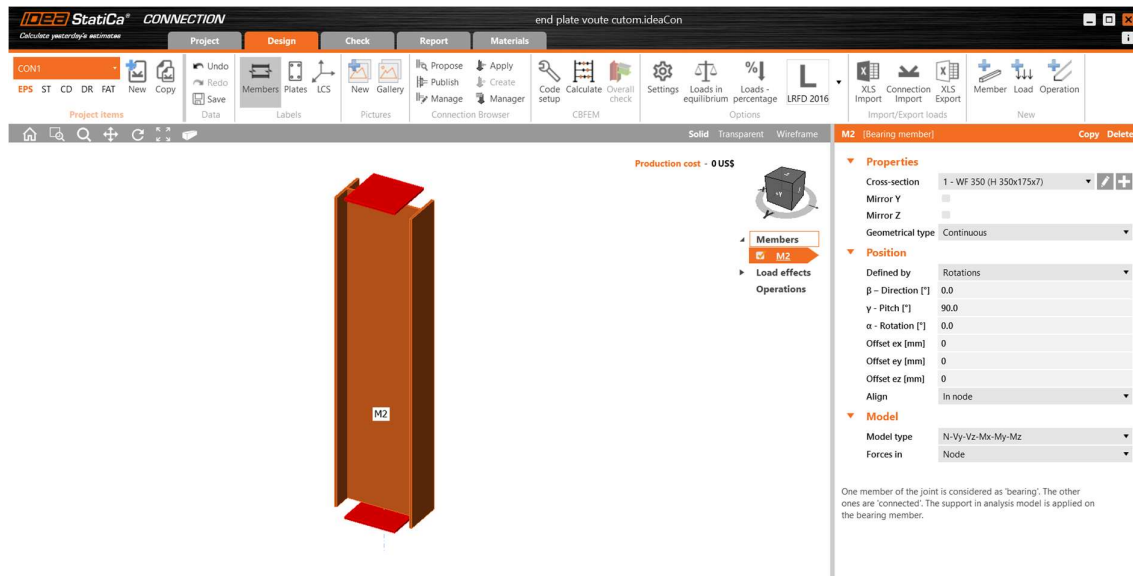 IDEA StatiCa® CONNECTION
Calculate yesterday's estimates
end plate voute cutom.ideaCon
Project Design Check Report Materials
CON1
EPS ST CD DR FAT
New Copy
Undo
Redo
Save
Members Plates LCS
New Gallery
Propose Apply
Publish Create
Manage Manager
Code setup Calculate Overall check
Settings Loads in equilibrium Loads - percentage LRFD 2016
XLS Import Connection Import XLS Export
Member Load Operation
Project items Data Labels Pictures Connection Browser CBFEM Options Import/Export loads New
Solid Transparent Wireframe
M2 [Bearing member] Copy Delete
Production cost - 0 US$
Members
M2
Load effects
Operations
M2
Properties
Cross-section 1 - WF 350 (H 350x175x7)
Mirror Y
Mirror Z
Geometrical type Continuous
Position
Defined by Rotations
β – Direction [°] 0.0
γ - Pitch [°] 90.0
α - Rotation [°] 0.0
Offset ex [mm] 0
Offset ey [mm] 0
Offset ez [mm] 0
Align In node
Model
Model type N-Vy-Vz-Mx-My-Mz
Forces in Node
One member of the joint is considered as 'bearing'. The other
ones are 'connected'. The support in analysis model is applied on
the bearing member.